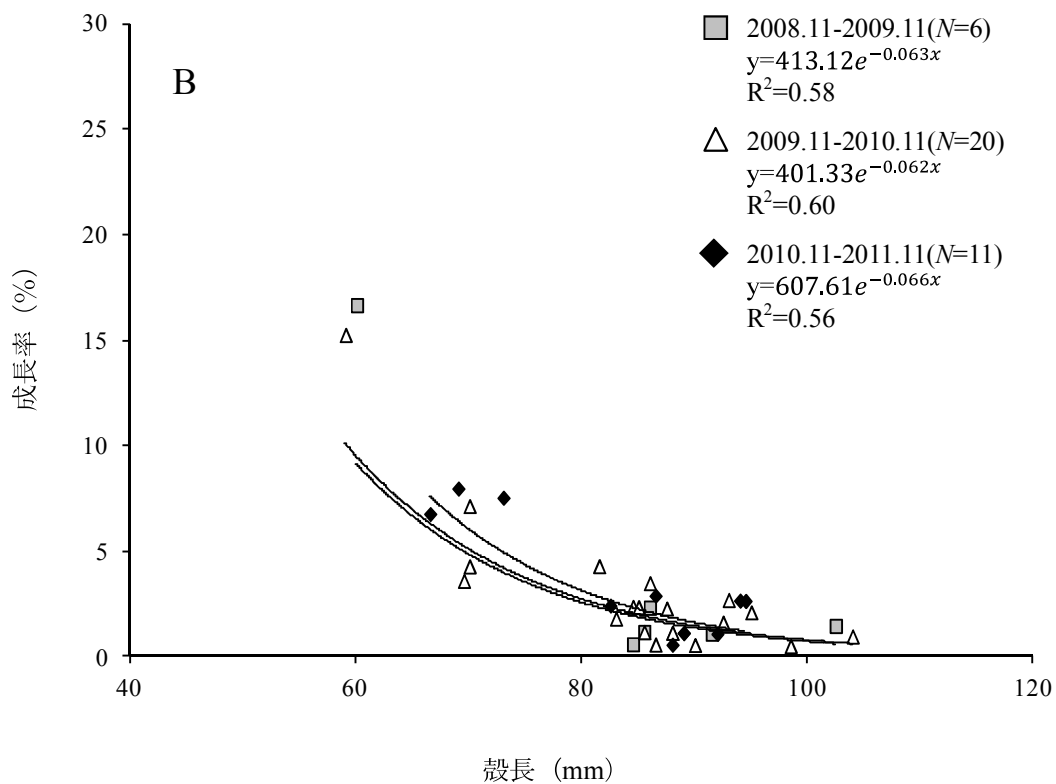 30
25
20
15
10
5
0
40
60
80
100
120
成長率 (%)
殼長 (mm)
B
2008.11-2009.11(N=6)
y=413.12e^{-0.063x}
R²=0.58
2009.11-2010.11(N=20)
y=401.33e^{-0.062x}
R²=0.60
2010.11-2011.11(N=11)
y=607.61e^{-0.066x}
R²=0.56